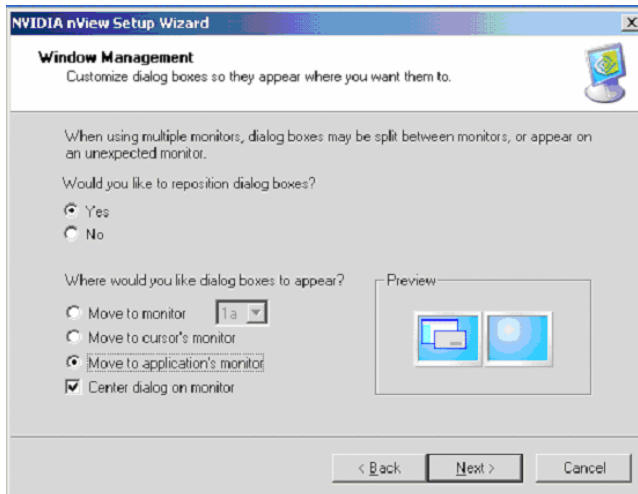 NVIDIA nView Setup Wizard
Window Management
Customize dialog boxes so they appear where you want them to.
When using multiple monitors, dialog boxes may be split between monitors, or appear on
an unexpected monitor.
Would you like to reposition dialog boxes?
Yes
No
Where would you like dialog boxes to appear?
Move to monitor 1a
Move to cursor's monitor
Move to application's monitor
Center dialog on monitor
Preview
< Back
Next >
Cancel